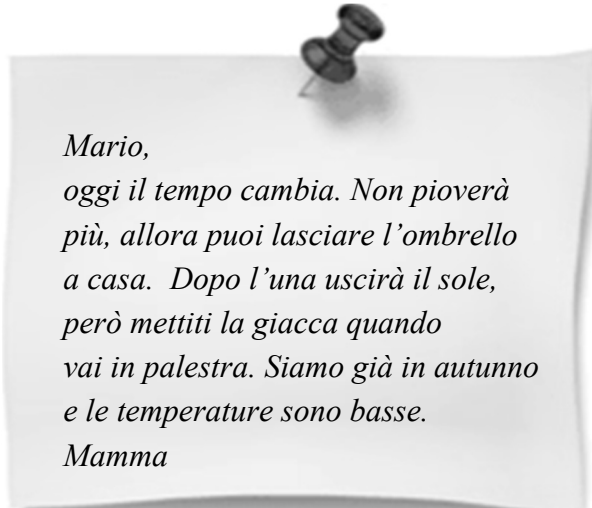 Mario,
oggi il tempo cambia. Non pioverà
più, allora puoi lasciare l’ombrello
a casa.  Dopo l’una uscirà il sole,
però mettiti la giacca quando
vai in palestra. Siamo già in autunno
e le temperature sono basse.
Mamma